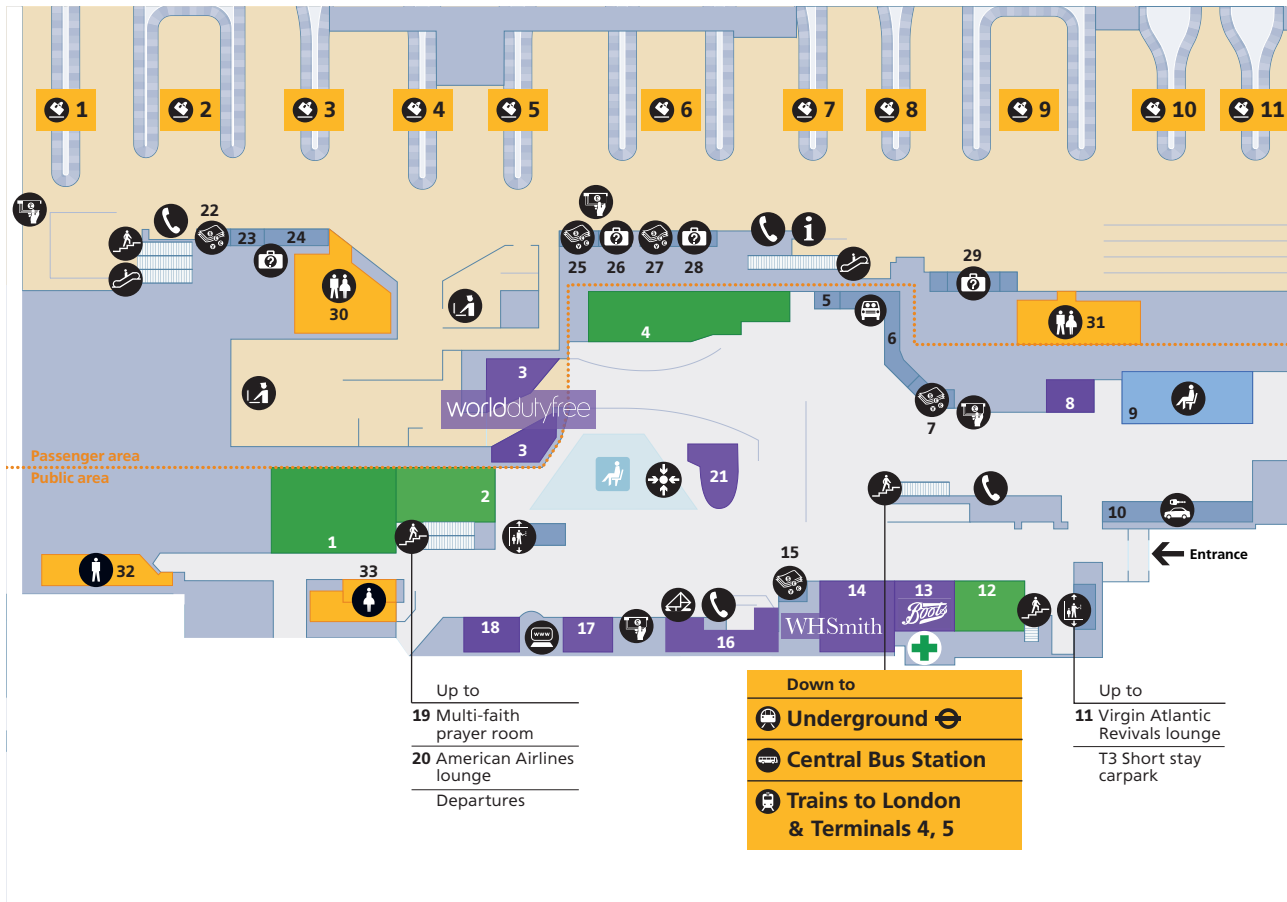 1
2
3
4
5
6
7
8
9
10
11
22
23
24
25
26
27
28
29
30
31
4
5
6
3
worlddutyfree
3
7
8
9
Passenger area
Public area
2
1
21
10
Entrance
32
33
15
14
13
12
WHSmith
Boots
18
www
17
16
Up to
19 Multi-faith
prayer room
20 American Airlines
lounge
Departures
Down to
Underground
Central Bus Station
Trains to London
& Terminals 4, 5
Up to
11 Virgin Atlantic
Revivals lounge
T3 Short stay
carpark